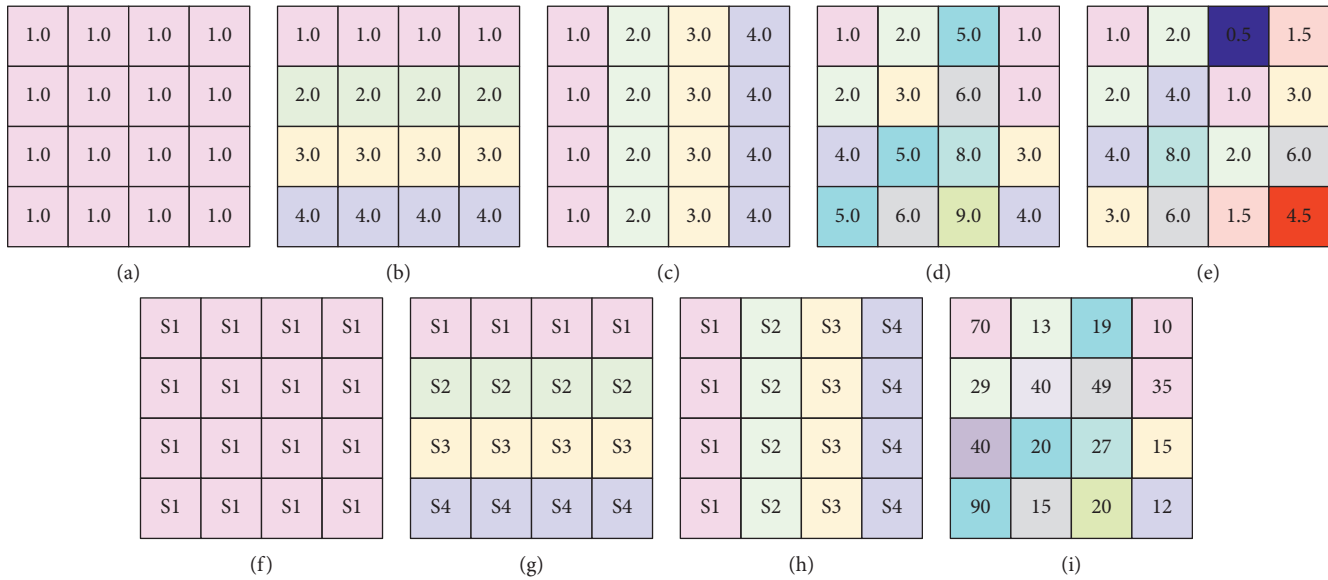 1.0 1.0 1.0 1.0 1.0 1.0 1.0 1.0 1.0 2.0 3.0 4.0 1.0 2.0 5.0 1.0 1.0 2.0 0.5 1.5
1.0 1.0 1.0 1.0 2.0 2.0 2.0 2.0 1.0 2.0 3.0 4.0 2.0 3.0 6.0 1.0 2.0 4.0 1.0 3.0
1.0 1.0 1.0 1.0 3.0 3.0 3.0 3.0 1.0 2.0 3.0 4.0 4.0 5.0 8.0 3.0 4.0 8.0 2.0 6.0
1.0 1.0 1.0 1.0 4.0 4.0 4.0 4.0 1.0 2.0 3.0 4.0 5.0 6.0 9.0 4.0 3.0 6.0 1.5 4.5
(a) (b) (c) (d) (e)
S1 S1 S1 S1 S1 S1 S1 S1 S1 S2 S3 S4 70 13 19 10
S1 S1 S1 S1 S2 S2 S2 S2 S1 S2 S3 S4 29 40 49 35
S1 S1 S1 S1 S3 S3 S3 S3 S1 S2 S3 S4 40 20 27 15
S1 S1 S1 S1 S4 S4 S4 S4 S1 S2 S3 S4 90 15 20 12
(f) (g) (h) (i)